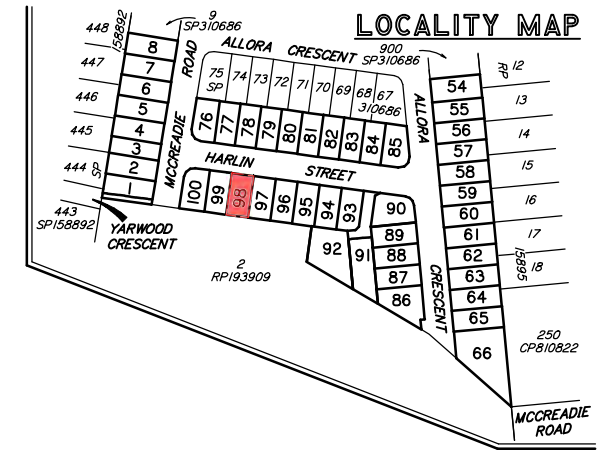 LOCALITY MAP
448
158892
9
SP310686
ALLORA CRESCENT
900
SP310686
447
446
445
444
SP
443
SP158892
8
7
6
5
4
3
2
1
MCCREADIE ROAD
YARWOOD
CRESCENT
75 74 73 72 71 70 69 68 67
SP
310686
76 77 78 79 80 81 82 83 84 85
HARLIN STREET
100 99 98 97 96 95 94 93
92
91
90
89
88
87
86
2
RP193909
ALLORA CRESCENT
54
55
56
57
58
59
60
61
62
63
64
65
66
RP
12
13
14
15
16
17
18
15895
250
CP810822
MCCREADIE
ROAD